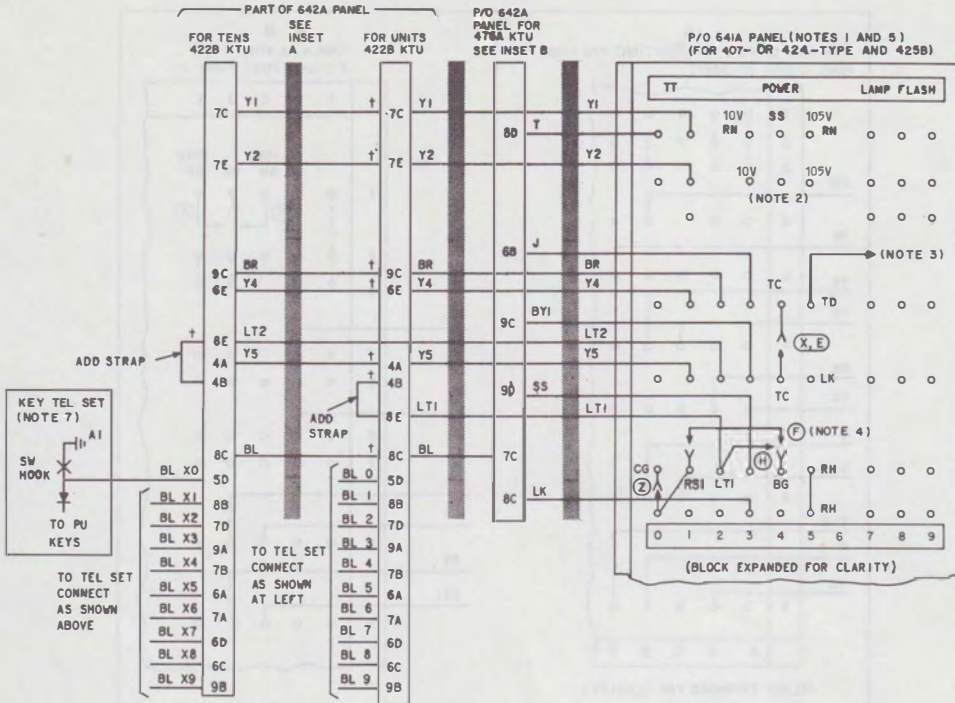 PART OF 642A PANEL
FOR TENS
422B KTU
SEE
INSET
A
FOR UNITS
422B KTU
P/O 642A
PANEL FOR
476A KTU
SEE INSET B
P/O 641A PANEL (NOTES 1 AND 5)
(FOR 407- OR 424-TYPE AND 425B)
TT POWER LAMP FLASH
7C Y1 † 7C Y1 Y1
8D T
10V SS 105V
RN RN
7E Y2 † 7E Y2 Y2
10V 105V
(NOTE 2)
6B J
(NOTE 3)
9C BR † 9C BR BR
6E Y4 † 6E Y4 Y4
TC
TD
9C BY1
† 8E LT2 LT2
X, E
ADD STRAP
4A Y5 † 4A Y5 Y5
4B † 4B
9D SS
LK
TC
8E LT1 LT1
ADD
STRAP
F (NOTE 4)
KEY TEL SET
(NOTE 7)
A1
SW
HOOK
TO PU
KEYS
8C BL † 8C BL 7C
H
CG RS1 LT1 BG RH
Z
8C LK
RH
BL X0 5D BL 0 5D
BL X1 8B BL 1 8B
BL X2 7D BL 2 7D
BL X3 9A BL 3 9A
BL X4 7B BL 4 7B
BL X5 6A BL 5 6A
BL X6 7A BL 6 7A
BL X7 6D BL 7 6D
BL X8 6C BL 8 6C
BL X9 9B BL 9 9B
TO TEL SET
CONNECT
AS SHOWN
ABOVE
TO TEL SET
CONNECT
AS SHOWN
AT LEFT
0 1 2 3 4 5 6 7 8 9
(BLOCK EXPANDED FOR CLARITY)